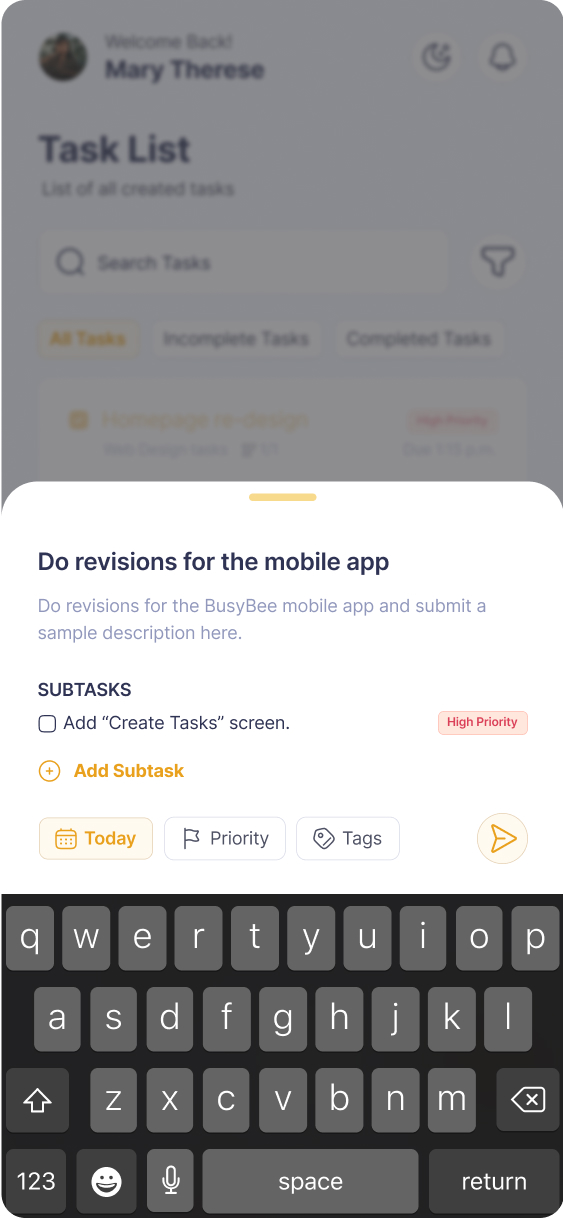 Welcome Back!
Mary Therese
Task List
List of all created tasks
Search Tasks
All Tasks
Incomplete Tasks
Completed Tasks
Homepage re-design
High Priority
Web Design tasks
Due 1:15 p.m
Do revisions for the mobile app
Do revisions for the BusyBee mobile app and submit a
sample description here.
SUBTASKS
Add “Create Tasks” screen.
High Priority
Add Subtask
Today
Priority
Tags
q w e r t y u i o p
a s d f g h j k l
z x c v b n m
123
space
return